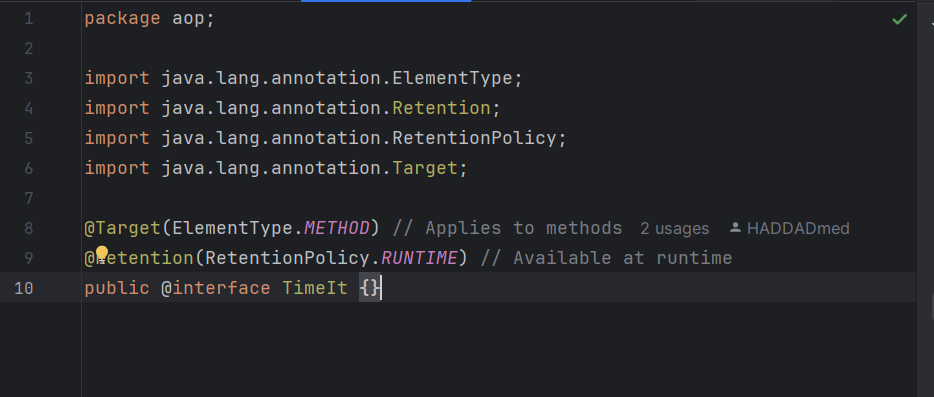 1 package aop;
2
3 import java.lang.annotation.ElementType;
4 import java.lang.annotation.Retention;
5 import java.lang.annotation.RetentionPolicy;
6 import java.lang.annotation.Target;
7
8 @Target(ElementType.METHOD) // Applies to methods 2 usages HADDADmed
9 @Retention(RetentionPolicy.RUNTIME) // Available at runtime
10 public @interface TimeIt {}